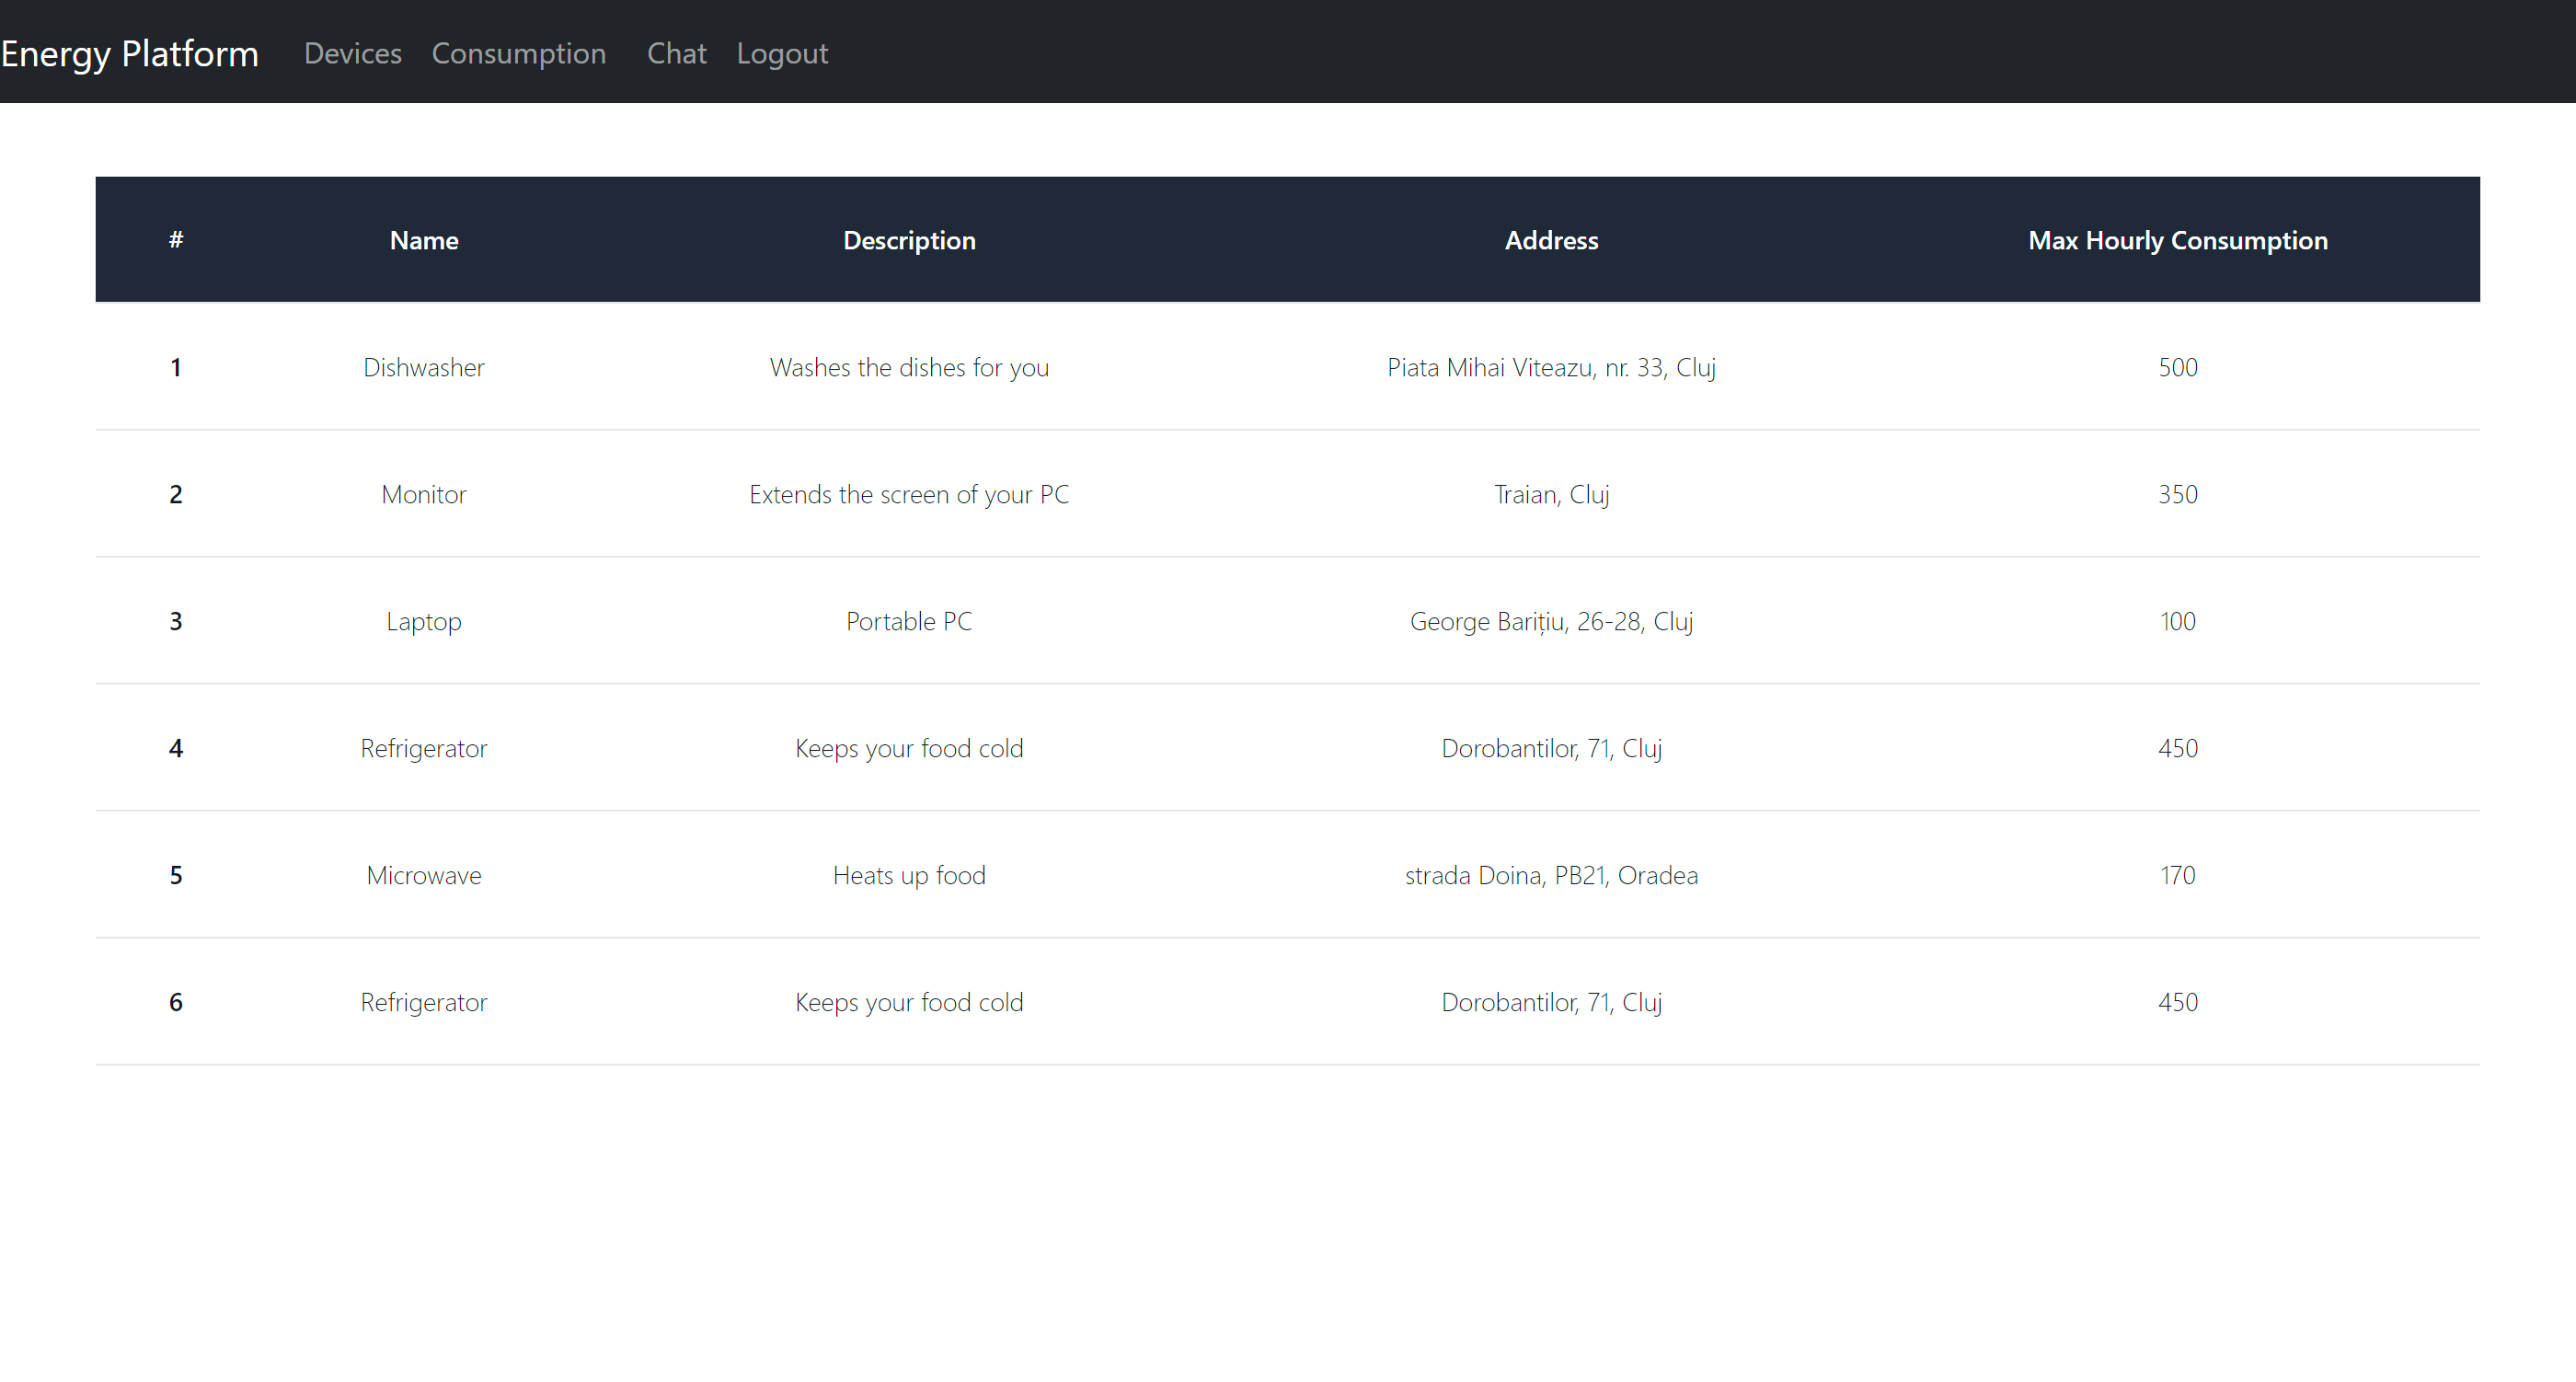 Energy Platform Devices Consumption Chat Logout
# Name Description Address Max Hourly Consumption
1 Dishwasher Washes the dishes for you Piata Mihai Viteazu, nr. 33, Cluj 500
2 Monitor Extends the screen of your PC Traian, Cluj 350
3 Laptop Portable PC George Barițiu, 26-28, Cluj 100
4 Refrigerator Keeps your food cold Dorobantilor, 71, Cluj 450
5 Microwave Heats up food strada Doina, PB21, Oradea 170
6 Refrigerator Keeps your food cold Dorobantilor, 71, Cluj 450